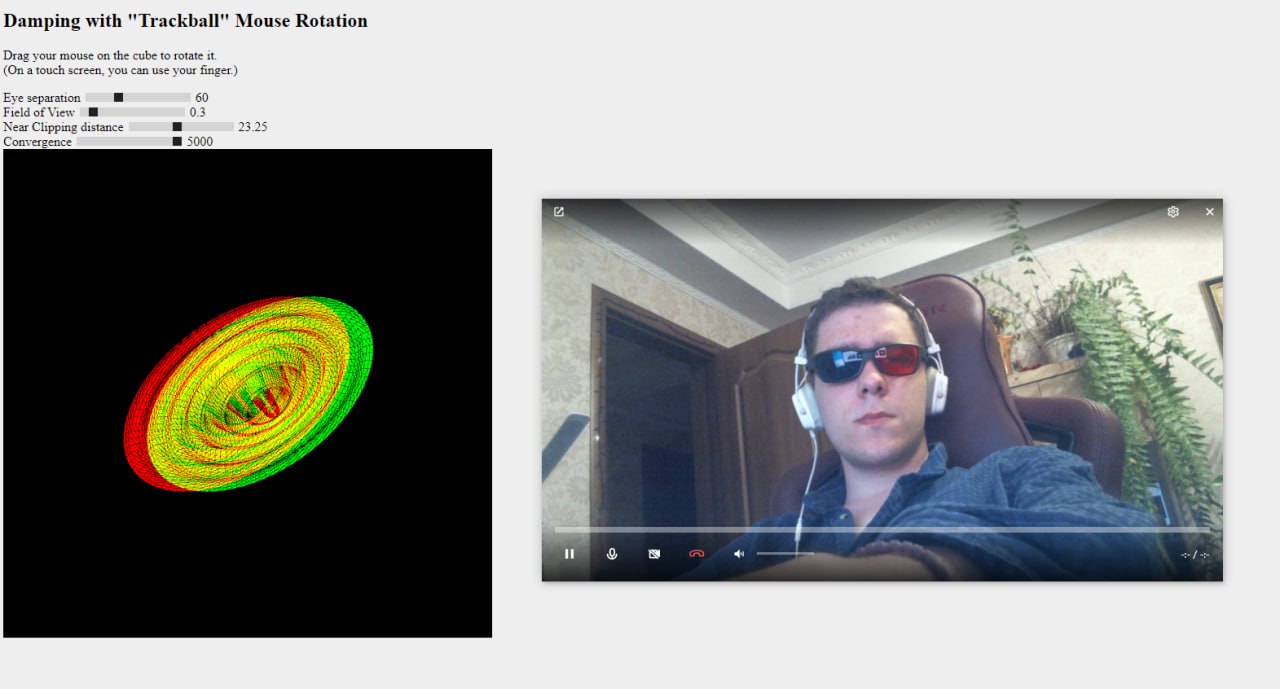 Damping with "Trackball" Mouse Rotation
Drag your mouse on the cube to rotate it.
(On a touch screen, you can use your finger.)
Eye separation 60
Field of View 0.3
Near Clipping distance 23.25
Convergence 5000
-:- / -:-